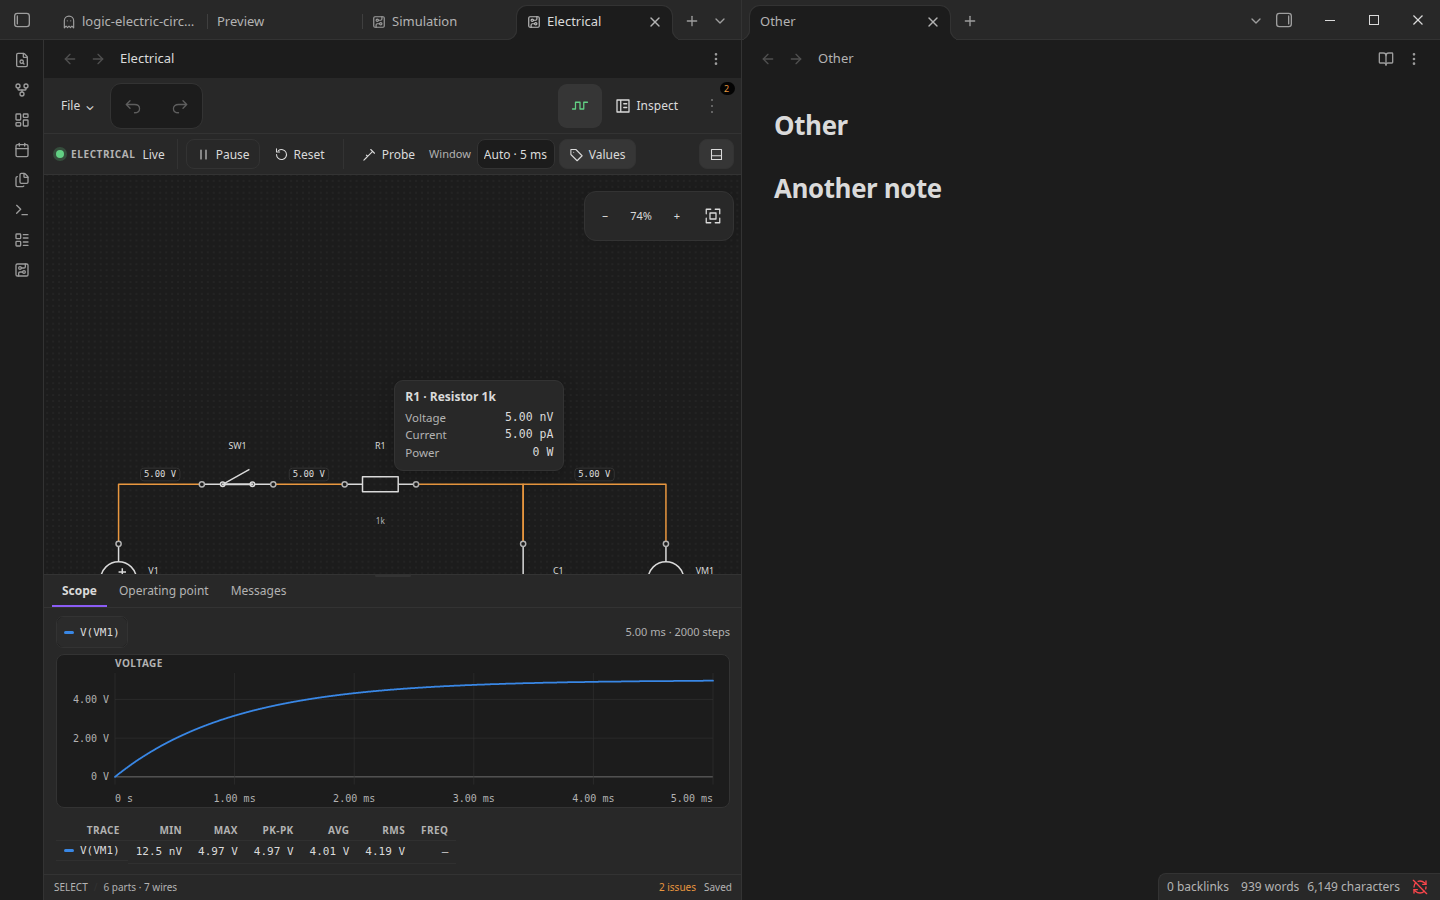 logic-electric-circ...
Preview
Simulation
Electrical
Other
Electrical
Other
File
Inspect
2
ELECTRICAL Live
Pause
Reset
Probe
Window
Auto · 5 ms
Values
− 74% +
Other
Another note
R1 · Resistor 1k
Voltage 5.00 nV
Current 5.00 pA
Power 0 W
SW1
R1
5.00 V
5.00 V
5.00 V
1k
V1
C1
VM1
Scope
Operating point
Messages
V(VM1)
5.00 ms · 2000 steps
VOLTAGE
4.00 V
2.00 V
0 V
0 s 1.00 ms 2.00 ms 3.00 ms 4.00 ms 5.00 ms
TRACE MIN MAX PK-PK AVG RMS FREQ
V(VM1) 12.5 nV 4.97 V 4.97 V 4.01 V 4.19 V —
SELECT 6 parts · 7 wires
2 issues Saved
0 backlinks 939 words 6,149 characters